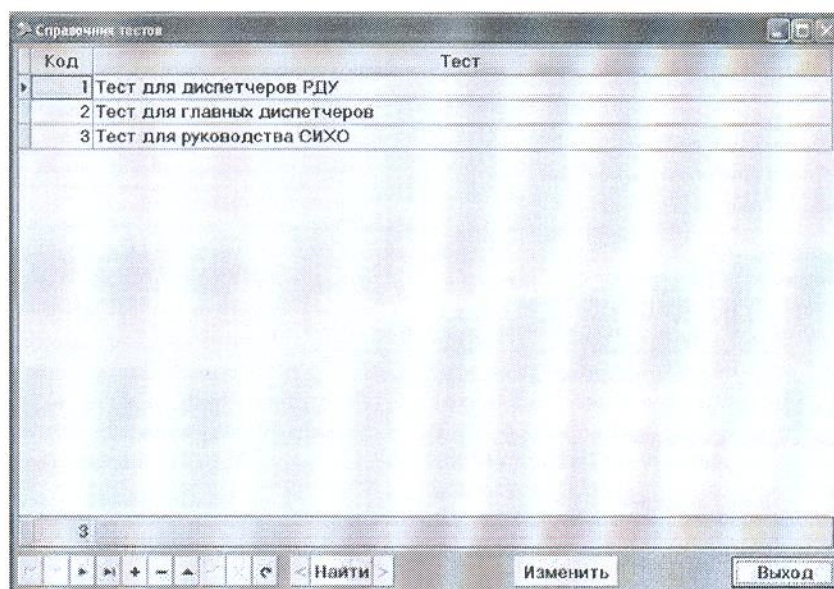 Справочник тестов
Код Тест
1 Тест для диспетчеров РДУ
2 Тест для главных диспетчеров
3 Тест для руководства СИХО
3
< Найти > Изменить Выход